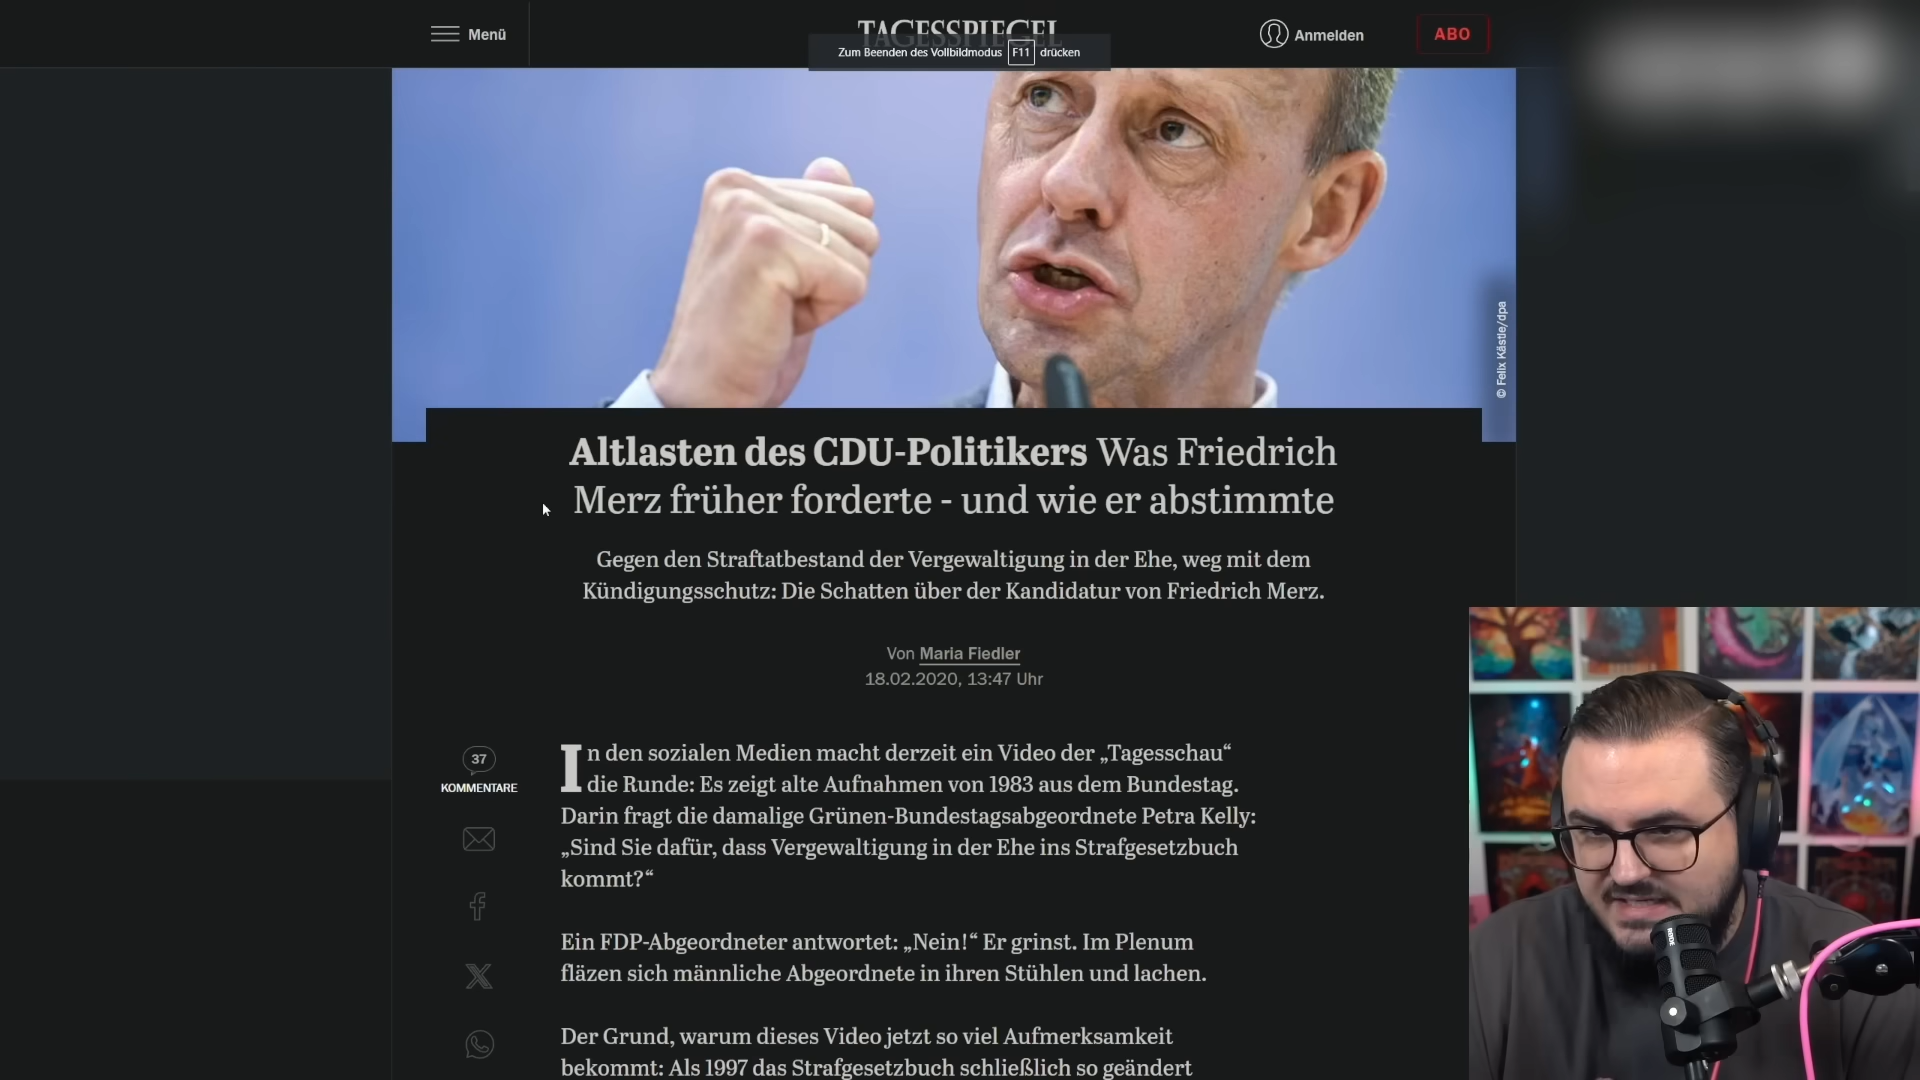 Menü
TAGESSPIEGEL
Anmelden
ABO
Zum Beenden des Vollbildmodus F11 drücken
© Felix Kästle/dpa
Altlasten des CDU-Politikers Was Friedrich
Merz früher forderte - und wie er abstimmte
Gegen den Straftatbestand der Vergewaltigung in der Ehe, weg mit dem
Kündigungsschutz: Die Schatten über der Kandidatur von Friedrich Merz.
Von Maria Fiedler
18.02.2020, 13:47 Uhr
37
KOMMENTARE
In den sozialen Medien macht derzeit ein Video der „Tagesschau“
die Runde: Es zeigt alte Aufnahmen von 1983 aus dem Bundestag.
Darin fragt die damalige Grünen-Bundestagsabgeordnete Petra Kelly:
„Sind Sie dafür, dass Vergewaltigung in der Ehe ins Strafgesetzbuch
kommt?“
Ein FDP-Abgeordneter antwortet: „Nein!“ Er grinst. Im Plenum
fläzen sich männliche Abgeordnete in ihren Stühlen und lachen.
Der Grund, warum dieses Video jetzt so viel Aufmerksamkeit
bekommt: Als 1997 das Strafgesetzbuch schließlich so geändert
RØDE